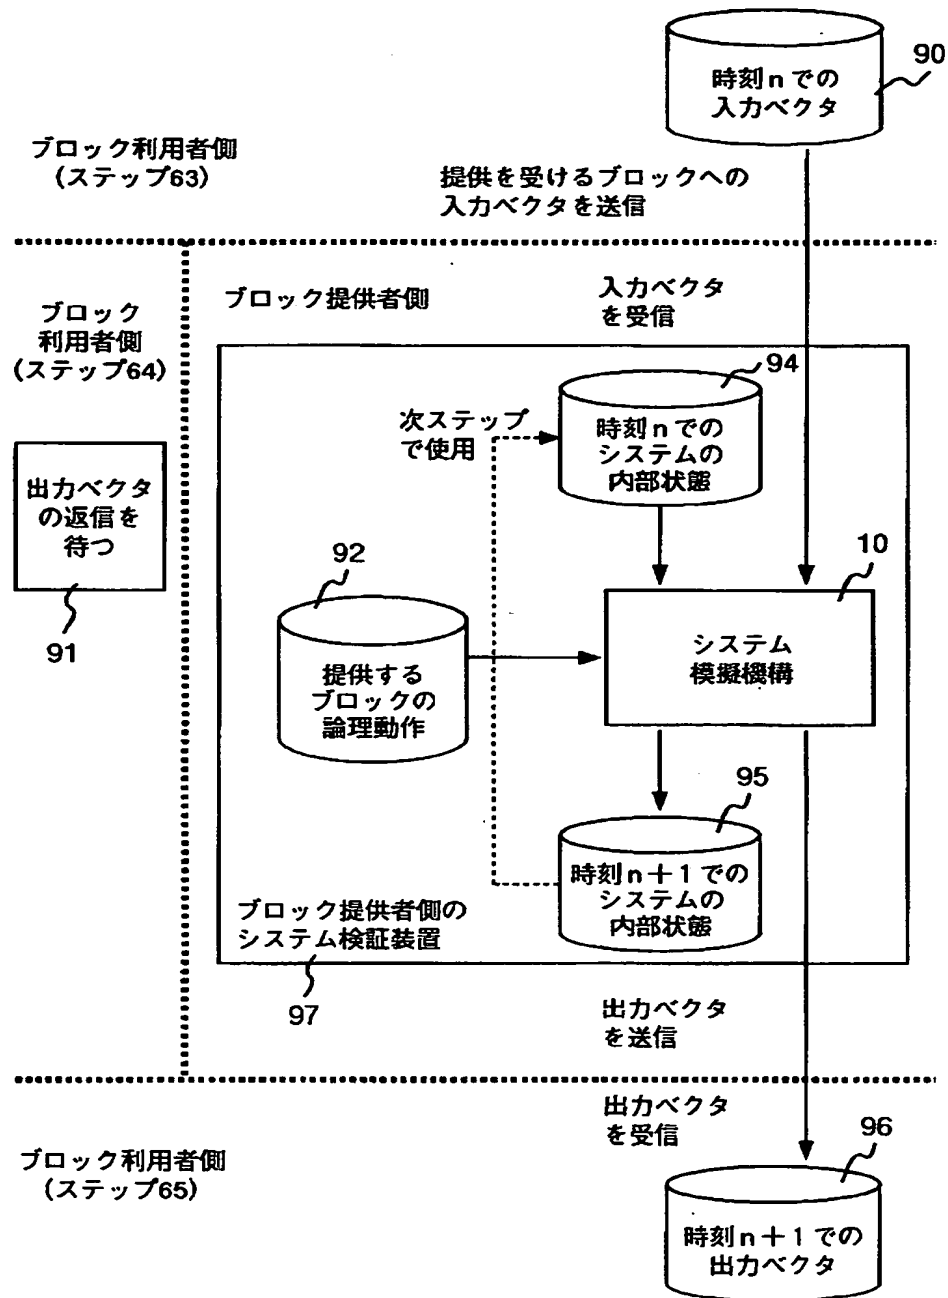 時刻nでの
入力ベクタ
90
ブロック利用者側
(ステップ63)
提供を受けるブロックへの
入力ベクタを送信
ブロック
利用者側
(ステップ64)
ブロック提供者側
入力ベクタ
を受信
94
時刻nでの
システムの
内部状態
次ステップ
で使用
出力ベクタ
の返信を
待つ
91
92
提供する
ブロックの
論理動作
10
システム
模擬機構
95
時刻n+1での
システムの
内部状態
ブロック提供者側の
システム検証装置
97
出力ベクタ
を送信
出力ベクタ
を受信
ブロック利用者側
(ステップ65)
96
時刻n+1での
出力ベクタ